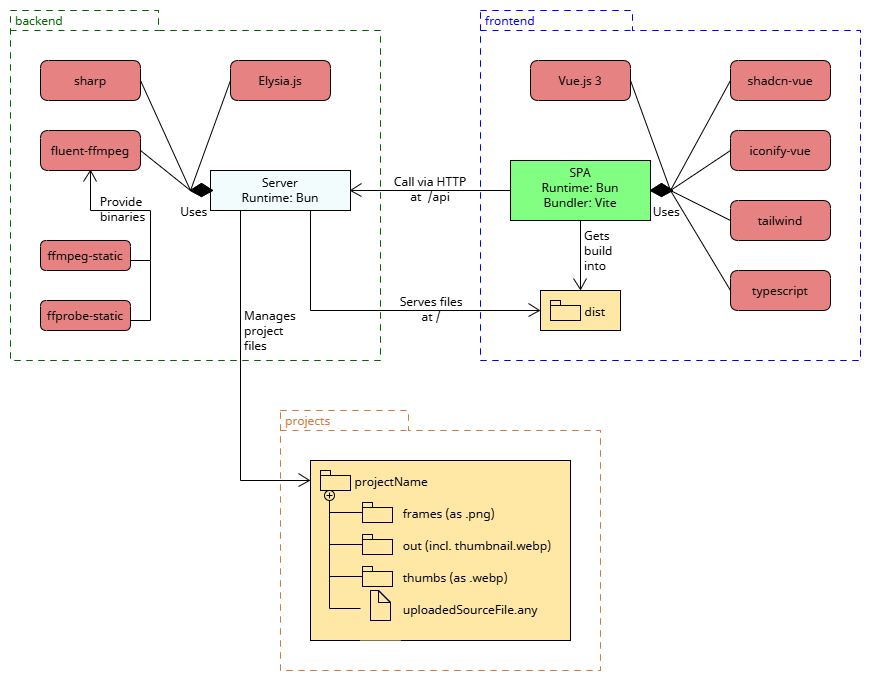 backend
sharp
Elysia.js
fluent-ffmpeg
Provide
binaries
Uses
Server
Runtime: Bun
ffmpeg-static
ffprobe-static
Manages
project
files
Call via HTTP
at /api
Serves files
at /
frontend
Vue.js 3
shadcn-vue
iconify-vue
tailwind
typescript
SPA
Runtime: Bun
Bundler: Vite
Uses
Gets
build
into
dist
projects
projectName
frames (as .png)
out (incl. thumbnail.webp)
thumbs (as .webp)
uploadedSourceFile.any